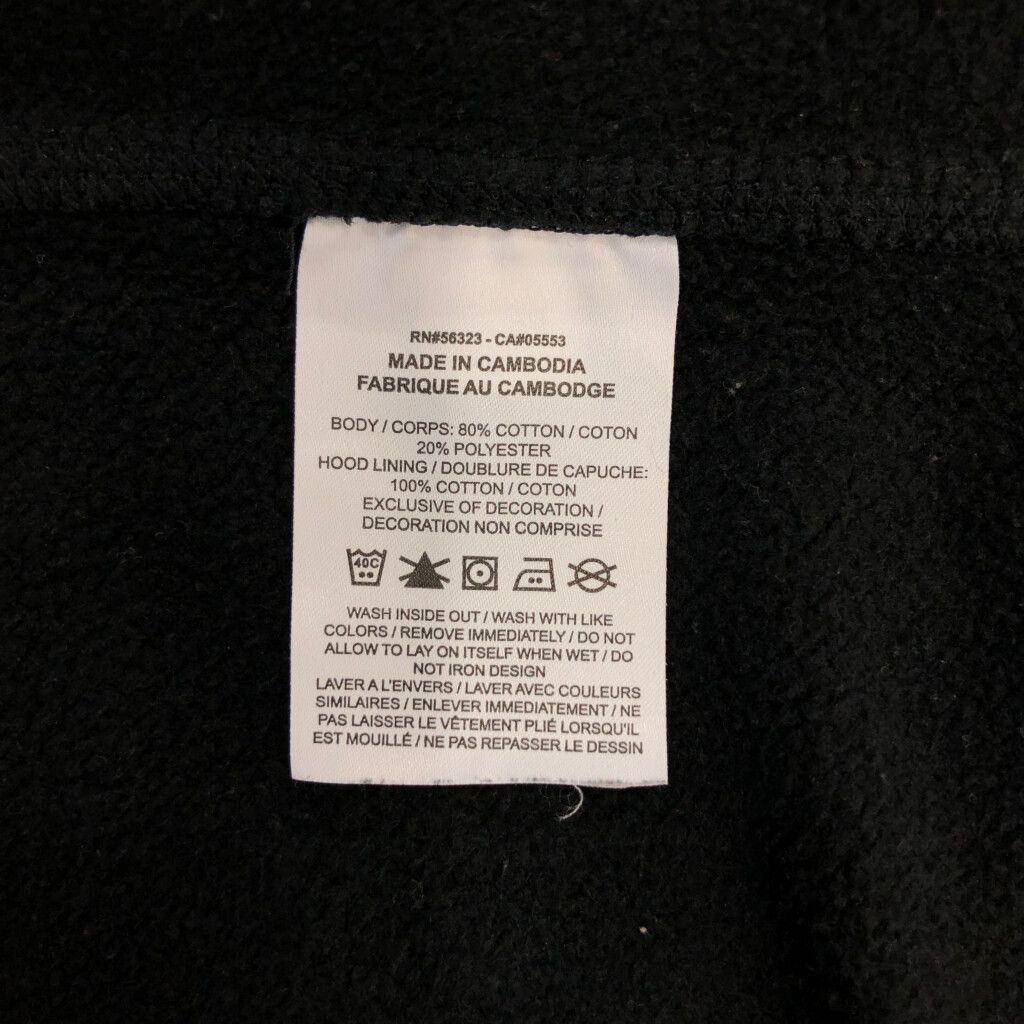 RN#56323 - CA#05553
MADE IN CAMBODIA
FABRIQUE AU CAMBODGE
BODY / CORPS: 80% COTTON / COTON
20% POLYESTER
HOOD LINING / DOUBLURE DE CAPUCHE:
100% COTTON / COTON
EXCLUSIVE OF DECORATION /
DECORATION NON COMPRISE
40C
WASH INSIDE OUT / WASH WITH LIKE
COLORS / REMOVE IMMEDIATELY / DO NOT
ALLOW TO LAY ON ITSELF WHEN WET / DO
NOT IRON DESIGN
LAVER A L'ENVERS / LAVER AVEC COULEURS
SIMILAIRES / ENLEVER IMMEDIATEMENT / NE
PAS LAISSER LE VÊTEMENT PLIÉ LORSQU'IL
EST MOUILLÉ / NE PAS REPASSER LE DESSIN